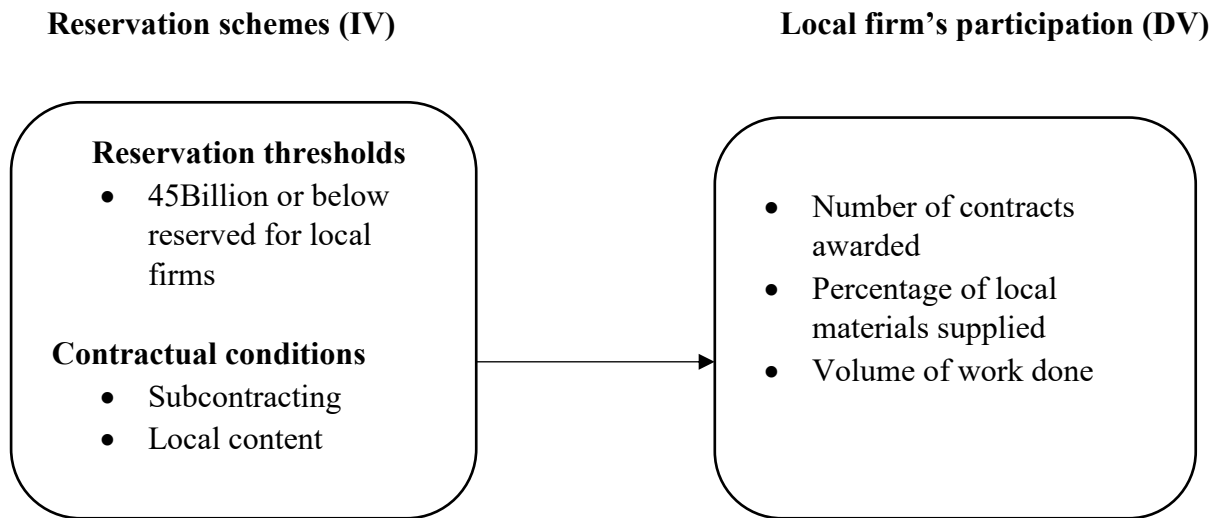 Reservation schemes (IV)
Local firm’s participation (DV)
Reservation thresholds
• 45Billion or below
reserved for local
firms
Contractual conditions
• Subcontracting
• Local content
• Number of contracts
awarded
• Percentage of local
materials supplied
• Volume of work done